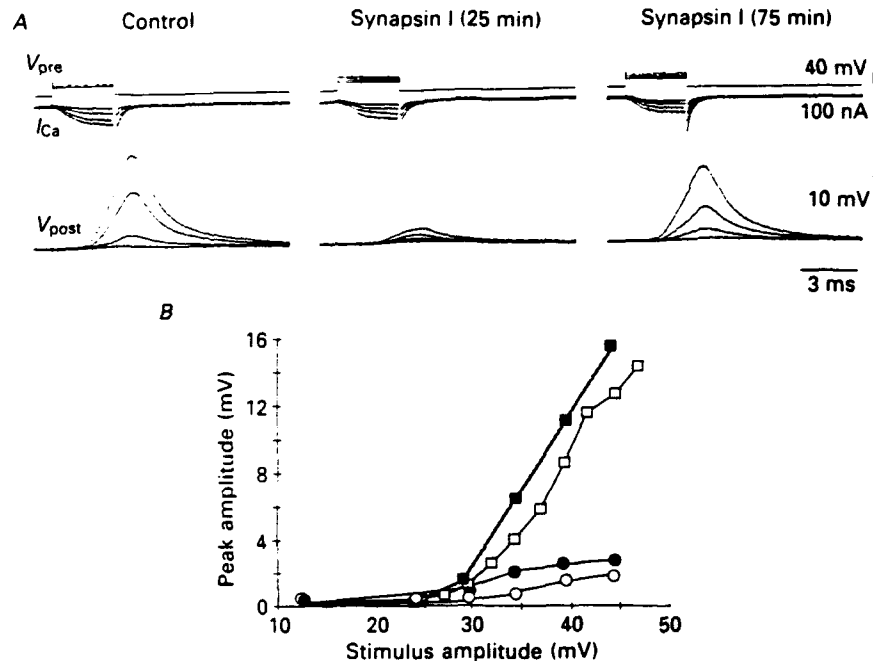 A
Control
Synapsin I (25 min)
Synapsin I (75 min)
Vpre
40 mV
ICa
100 nA
Vpost
10 mV
3 ms
B
Peak amplitude (mV)
16
12
8
4
0
10
20
30
40
50
Stimulus amplitude (mV)